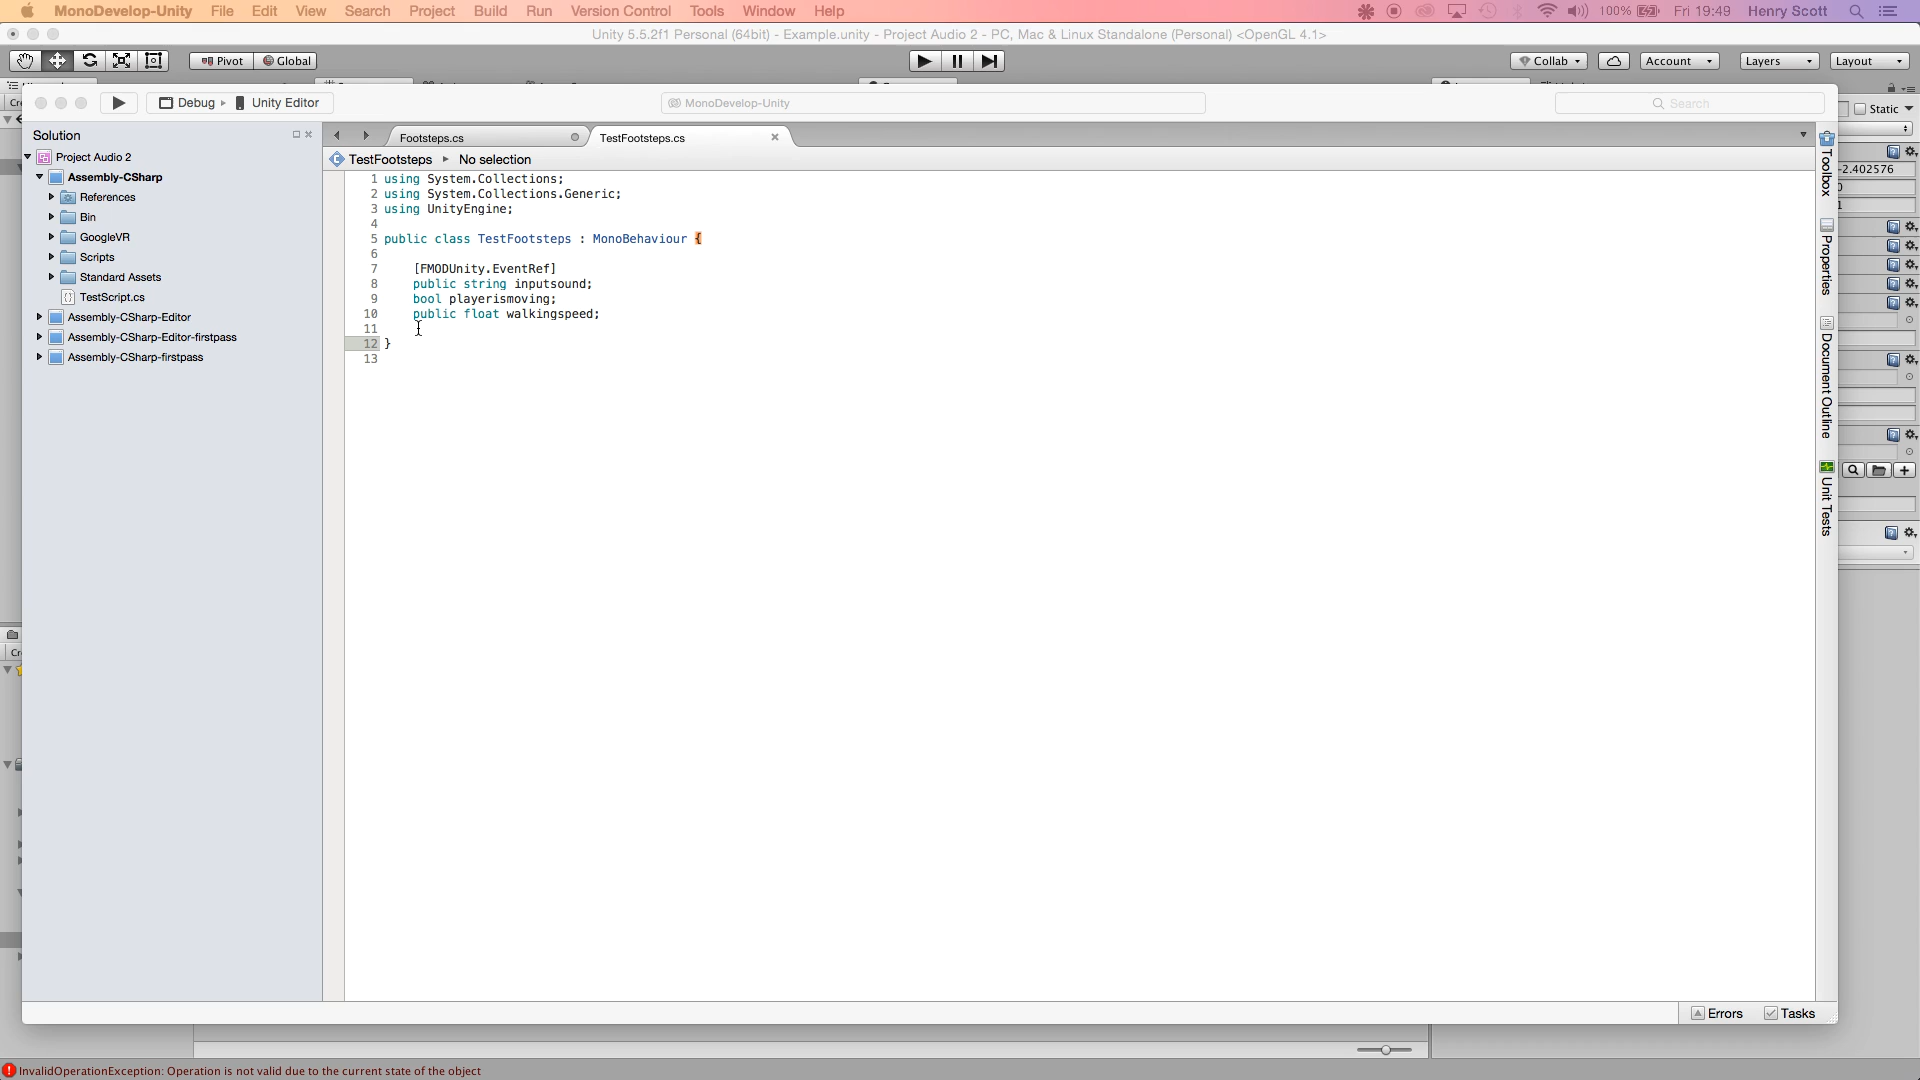 MonoDevelop-Unity File Edit View Search Project Build Run Version Control Tools Window Help 100% Fri 19:49 Henry Scott
Unity 5.5.2f1 Personal (64bit) - Example.unity - Project Audio 2 - PC, Mac & Linux Standalone (Personal) <OpenGL 4.1>
Pivot Global Collab Account Layers Layout
Debug Unity Editor MonoDevelop-Unity Search Static
Solution
Footsteps.cs TestFootsteps.cs
TestFootsteps No selection
Project Audio 2
Assembly-CSharp
References
Bin
GoogleVR
Scripts
Standard Assets
TestScript.cs
Assembly-CSharp-Editor
Assembly-CSharp-Editor-firstpass
Assembly-CSharp-firstpass
1 using System.Collections;
2 using System.Collections.Generic;
3 using UnityEngine;
4
5 public class TestFootsteps : MonoBehaviour {
6
7 [FMODUnity.EventRef]
8 public string inputsound;
9 bool playerismoving;
10 public float walkingspeed;
11
12 }
13
Toolbox
Properties
Document Outline
Unit Tests
-2.402576
Errors Tasks
InvalidOperationException: Operation is not valid due to the current state of the object